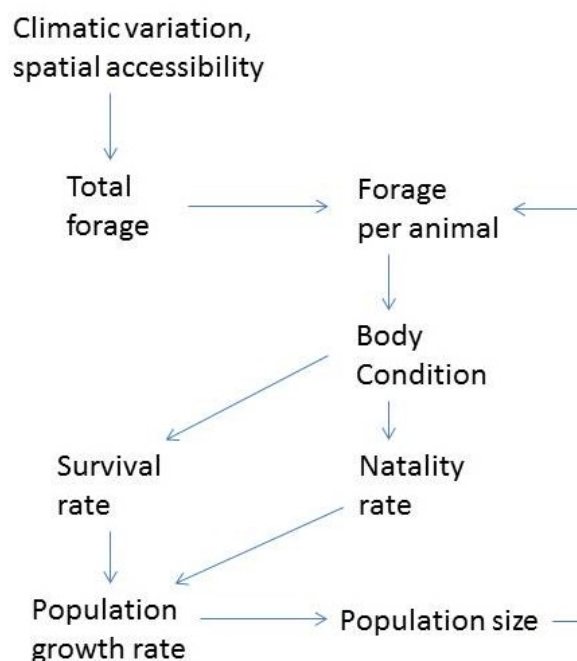 Climatic variation,
spatial accessibility
Total
forage
Forage
per animal
Body
Condition
Survival
rate
Natality
rate
Population
growth rate
Population size